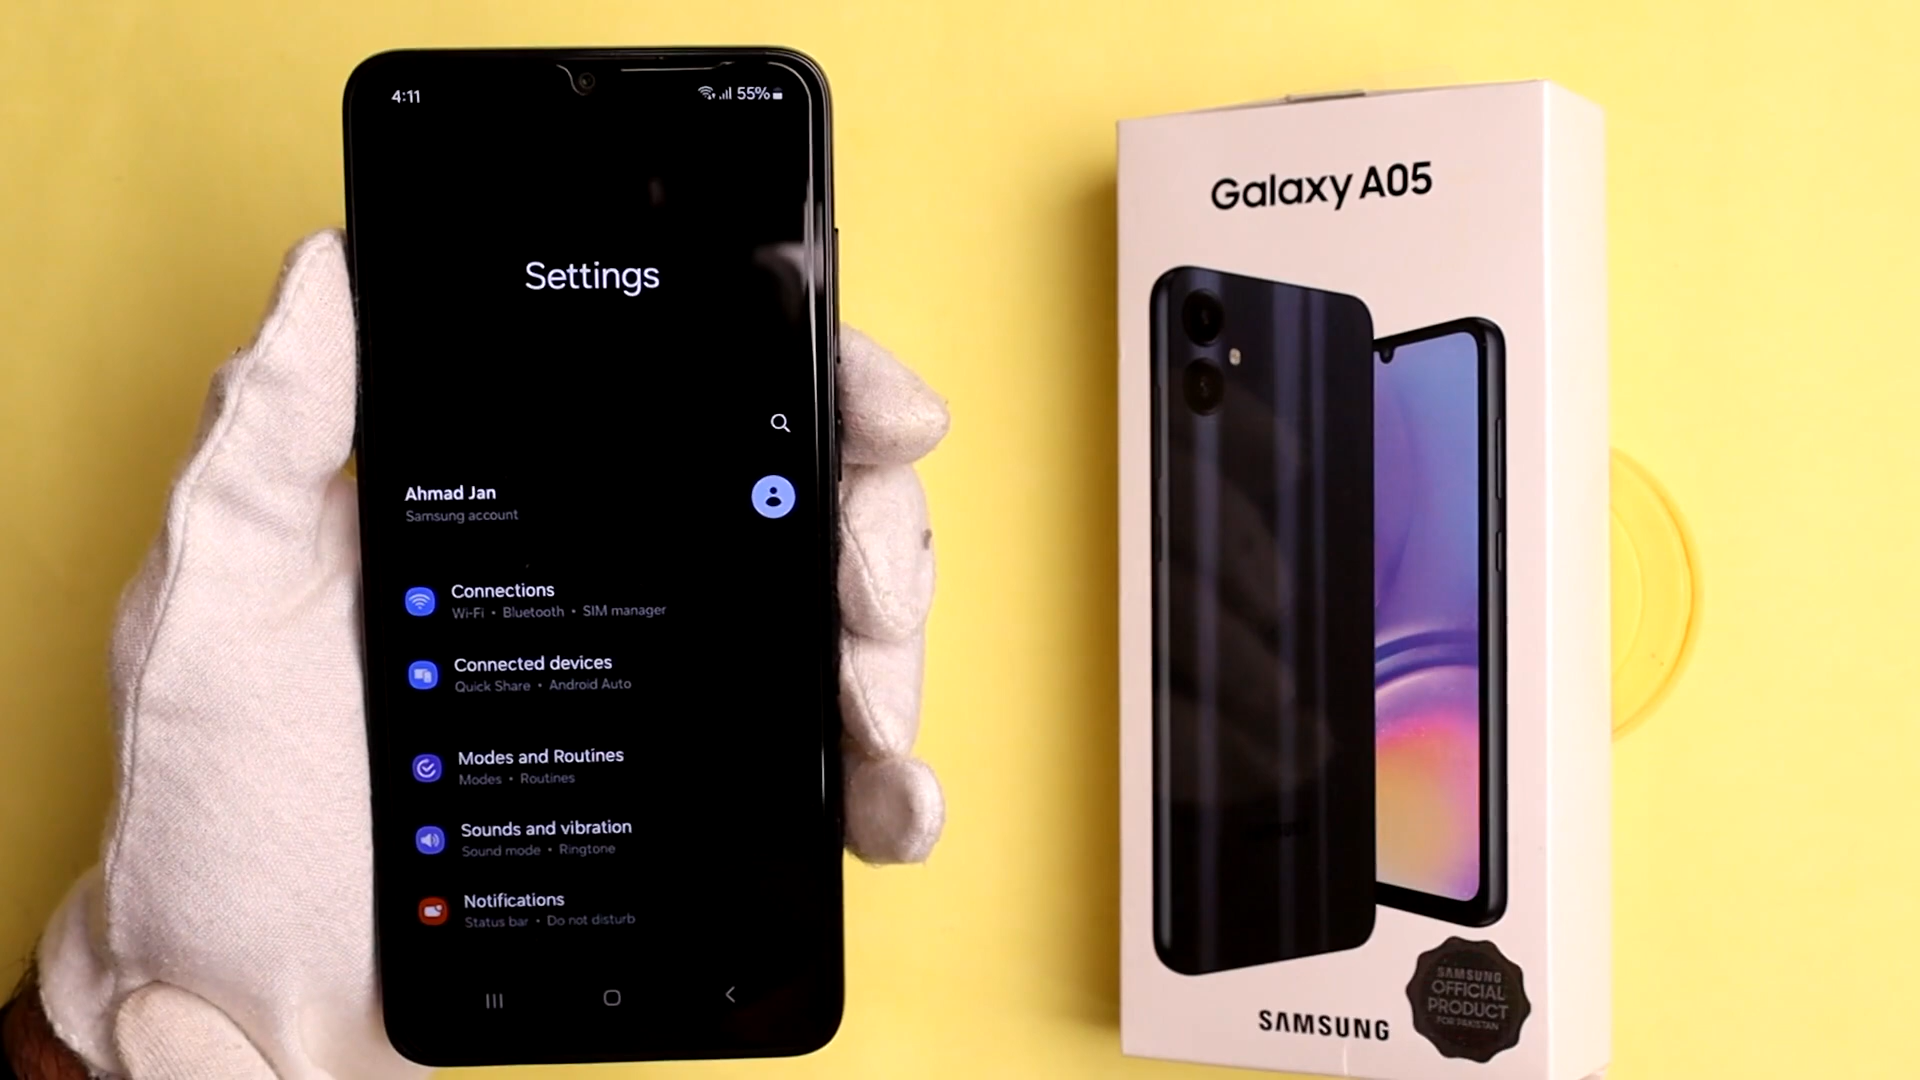 4:11
55%
Settings
Ahmad Jan
Samsung account
Connections
Wi-Fi • Bluetooth • SIM manager
Connected devices
Quick Share • Android Auto
Modes and Routines
Modes • Routines
Sounds and vibration
Sound mode • Ringtone
Notifications
Status bar • Do not disturb
Galaxy A05
SAMSUNG
SAMSUNG
OFFICIAL
PRODUCT
FOR PAKISTAN